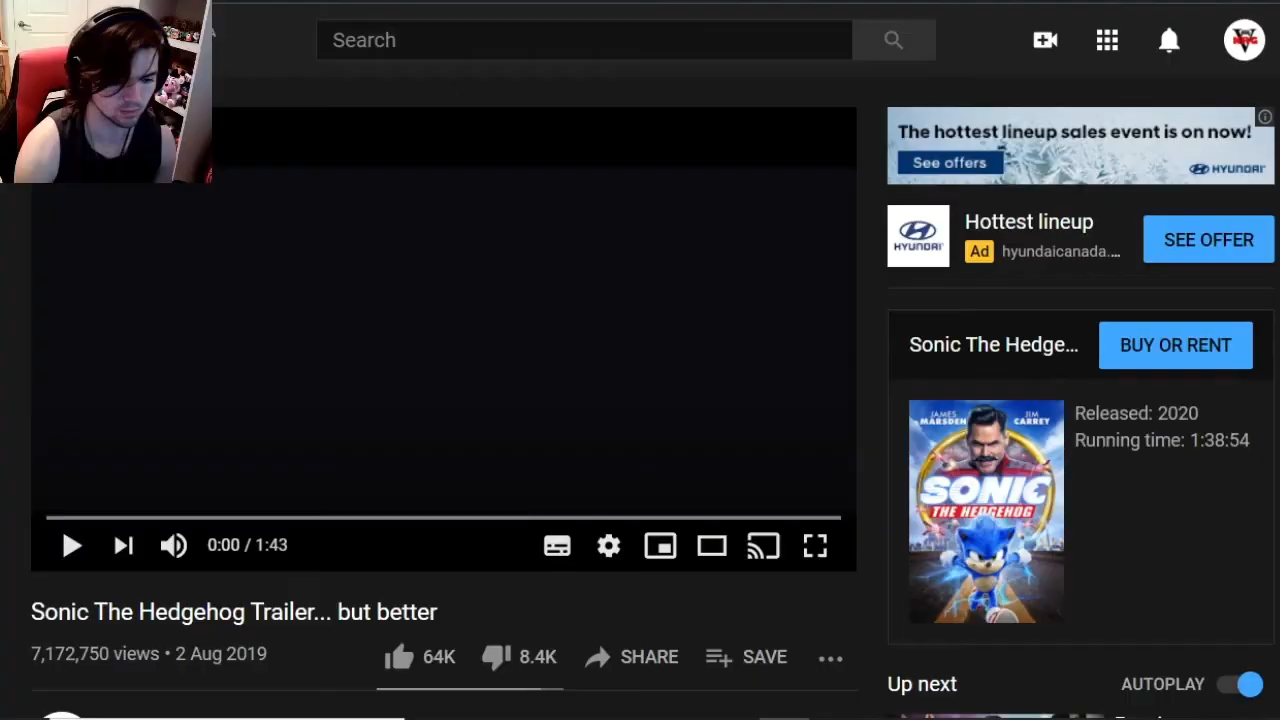 Search
The hottest lineup sales event is on now!
See offers
HYUNDAI
Hottest lineup
HYUNDAI
Ad hyundaicanada....
SEE OFFER
Sonic The Hedge...
BUY OR RENT
JAMES MARSDEN
JIM CARREY
SONIC
THE HEDGEHOG
Released: 2020
Running time: 1:38:54
0:00 / 1:43
Sonic The Hedgehog Trailer... but better
7,172,750 views • 2 Aug 2019
64K
8.4K
SHARE
SAVE
Up next
AUTOPLAY